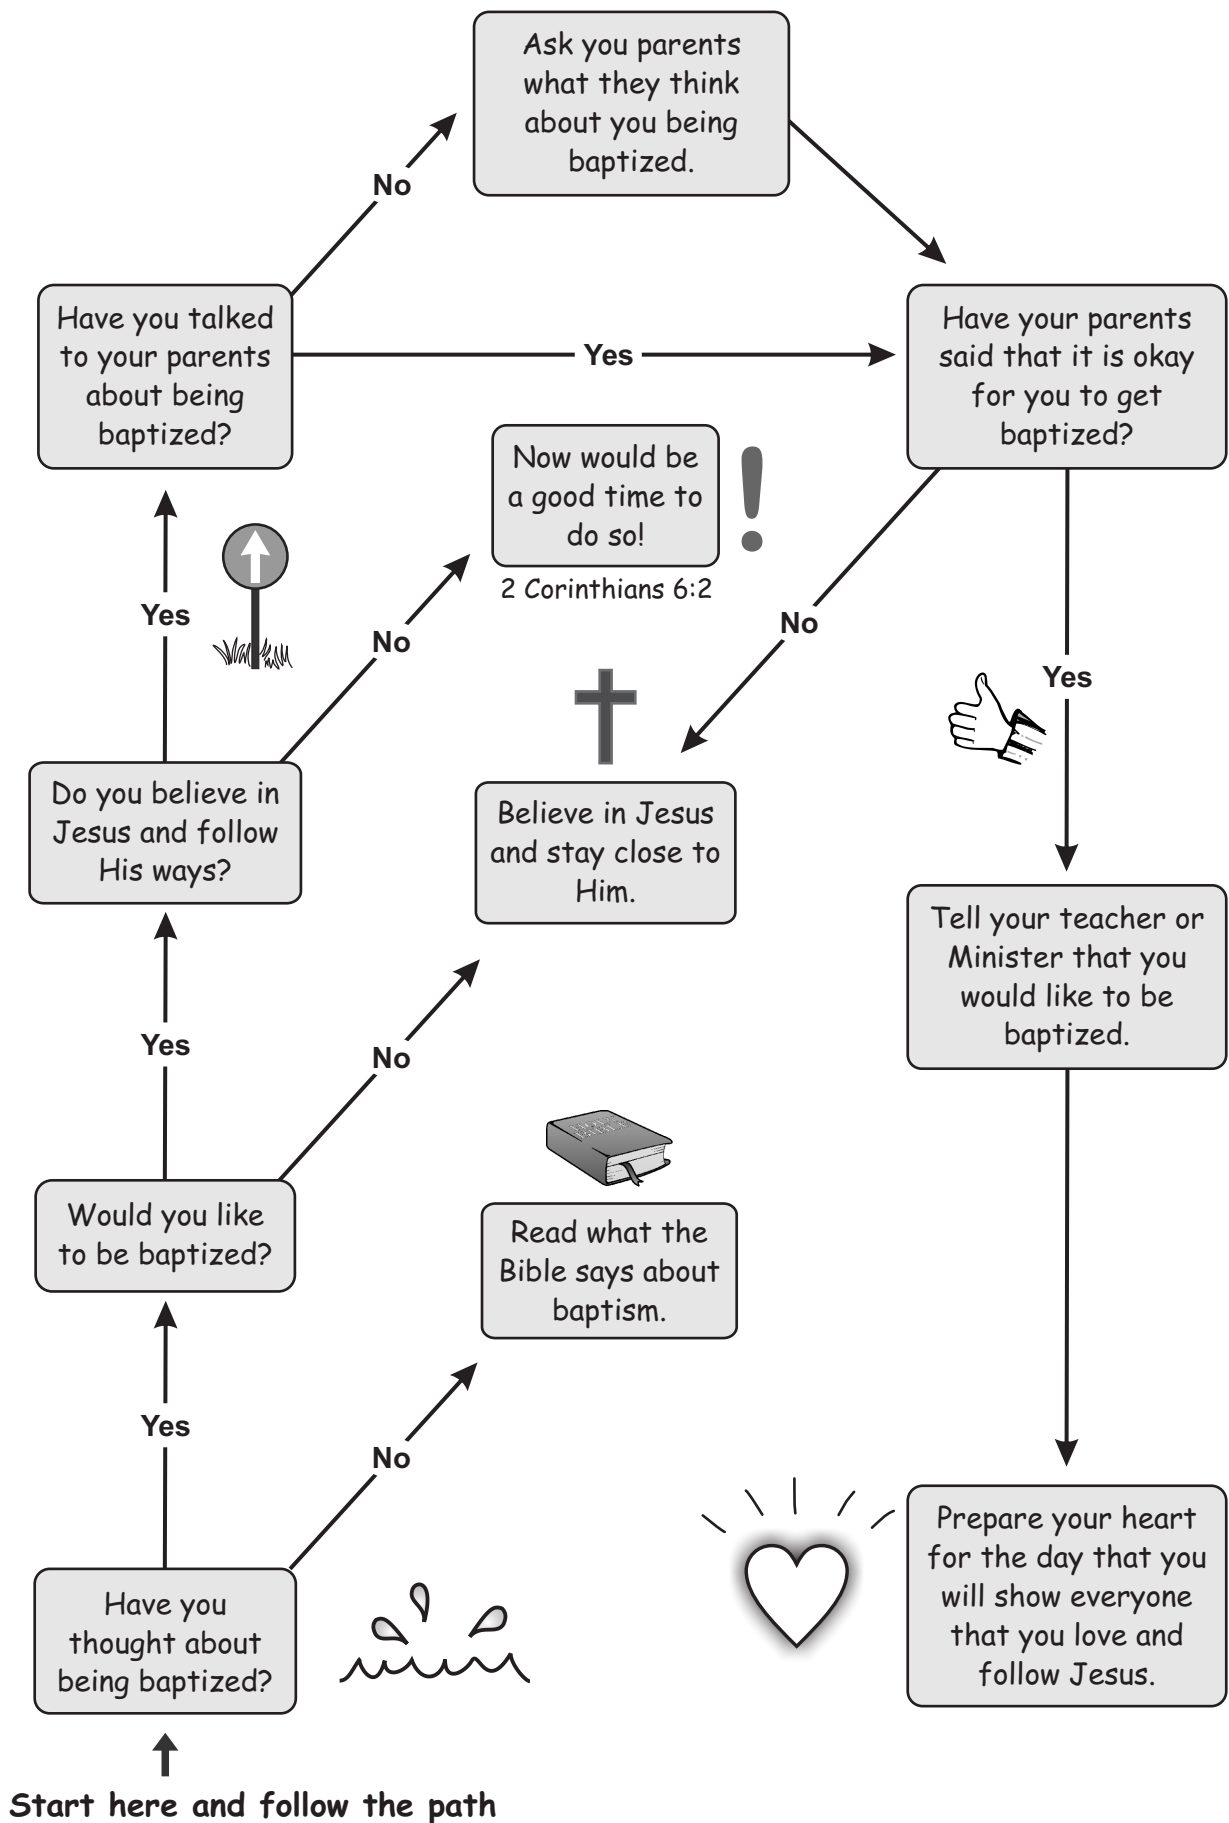 Ask you parents
what they think
about you being
baptized.
No
Have you talked
to your parents
about being
baptized?
Yes
Have your parents
said that it is okay
for you to get
baptized?
Now would be
a good time to
do so!
!
2 Corinthians 6:2
Yes
No
No
Yes
Do you believe in
Jesus and follow
His ways?
Believe in Jesus
and stay close to
Him.
Tell your teacher or
Minister that you
would like to be
baptized.
Yes
No
HOLY
BIBLE
Would you like
to be baptized?
Read what the
Bible says about
baptism.
Yes
No
Prepare your heart
for the day that you
will show everyone
that you love and
follow Jesus.
Have you
thought about
being baptized?
Start here and follow the path